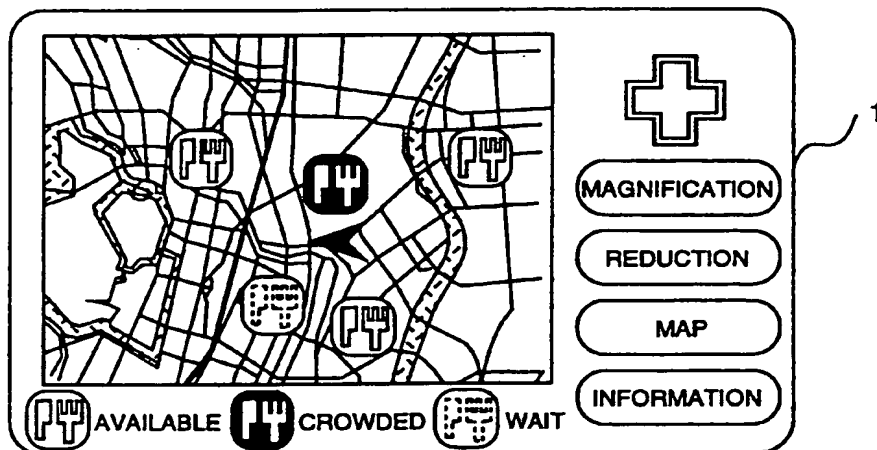 1
MAGNIFICATION
REDUCTION
MAP
INFORMATION
AVAILABLE CROWDED WAIT